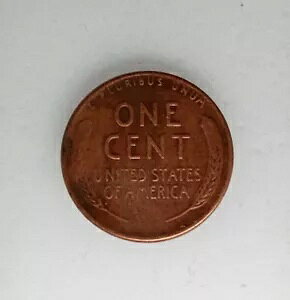 E PLURIBUS UNUM
ONE
CENT
UNITED STATES
OF AMERICA